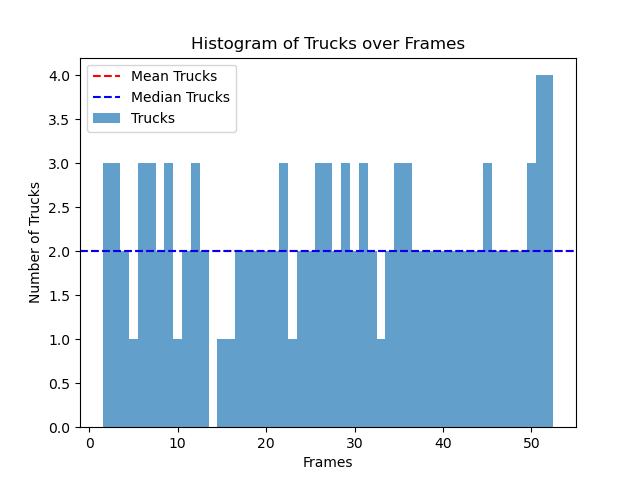 Histogram of Trucks over Frames
Mean Trucks
Median Trucks
Trucks
Number of Trucks
4.0
3.5
3.0
2.5
2.0
1.5
1.0
0.5
0.0
0 10 20 30 40 50
Frames